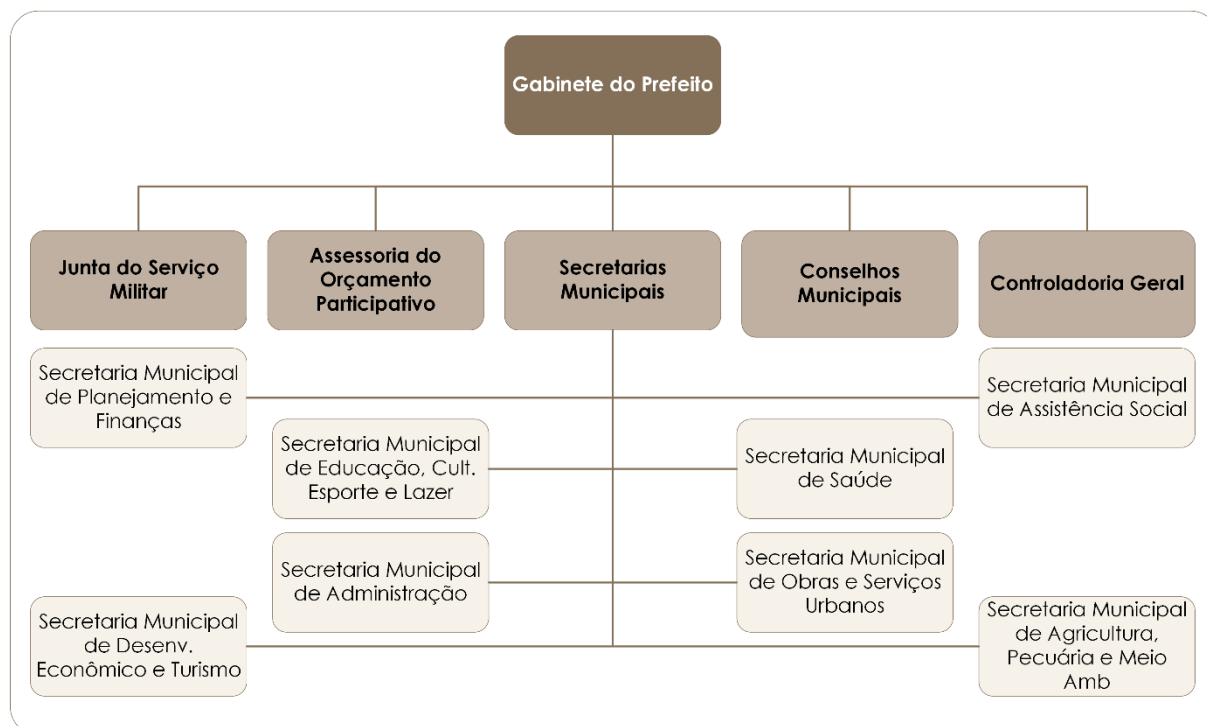 Gabinete do Prefeito
Junta do Serviço
Militar
Assessoria do
Orçamento
Participativo
Secretarias
Municipais
Conselhos
Municipais
Controladoria Geral
Secretaria Municipal
de Planejamento e
Finanças
Secretaria Municipal
de Assistência Social
Secretaria Municipal
de Educação, Cult.
Esporte e Lazer
Secretaria Municipal
de Saúde
Secretaria Municipal
de Administração
Secretaria Municipal
de Obras e Serviços
Urbanos
Secretaria Municipal
de Desenv.
Econômico e Turismo
Secretaria Municipal
de Agricultura,
Pecuária e Meio
Amb